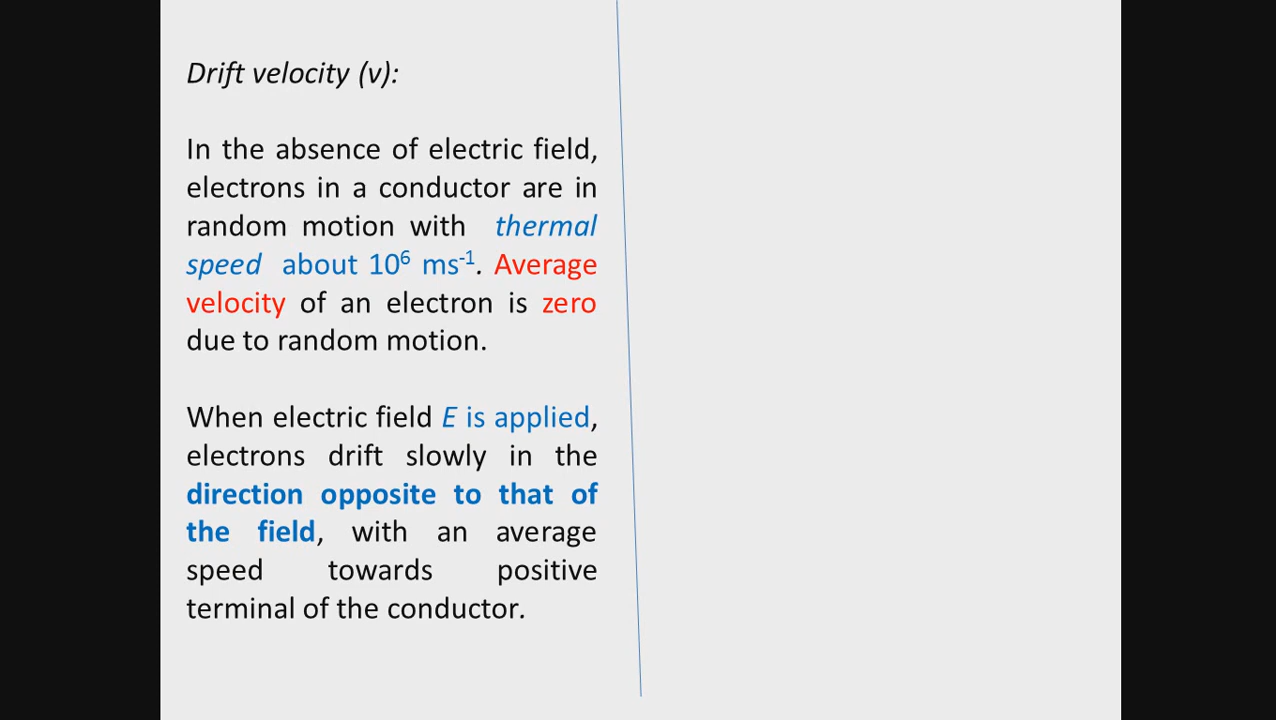 Drift velocity (v):
In the absence of electric field,
electrons in a conductor are in
random motion with thermal
speed about 10⁶ ms⁻¹. Average
velocity of an electron is zero
due to random motion.
When electric field E is applied,
electrons drift slowly in the
direction opposite to that of
the field, with an average
speed towards positive
terminal of the conductor.